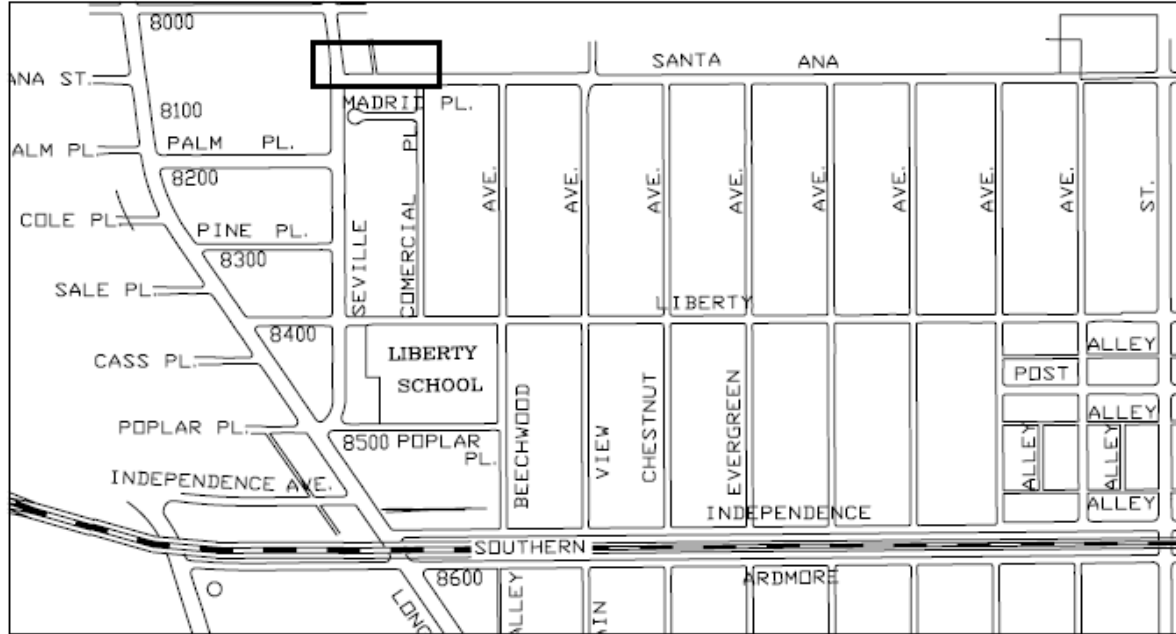 8000
SANTA ANA
ANA ST.
MADRID PL.
8100
PALM PL.
ALM PL.
8200
COLE PL.
PINE PL.
8300
SEVILLE
COMERCIAL PL
AVE.
AVE.
AVE.
AVE.
AVE.
AVE.
AVE.
ST.
SALE PL.
LIBERTY
8400
CASS PL.
LIBERTY
SCHOOL
ALLEY
POST
POPLAR PL.
8500 POPLAR
PL.
BEECHWOOD
VIEW
CHESTNUT
EVERGREEN
ALLEY
ALLEY
ALLEY
INDEPENDENCE AVE.
ALLEY
INDEPENDENCE
SOUTHERN
8600
ARDMORE
LONG
ALLEY
AIN